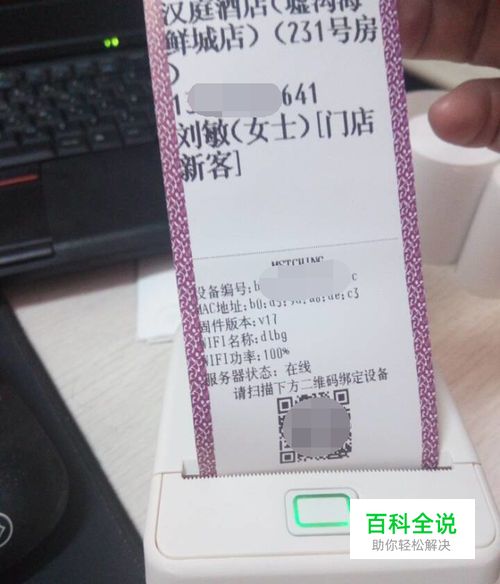 汉庭酒店(墟沟海
鲜城店)(231号房
)
641
刘敏(女士)[门店
新客]
设备编号:b c
MAC地址:
固件版本:v17
WIFI名称:dlbg
WIFI功率:100%
服务器状态: 在线
请扫描下方二维码绑定设备
百科全说
助你轻松解决